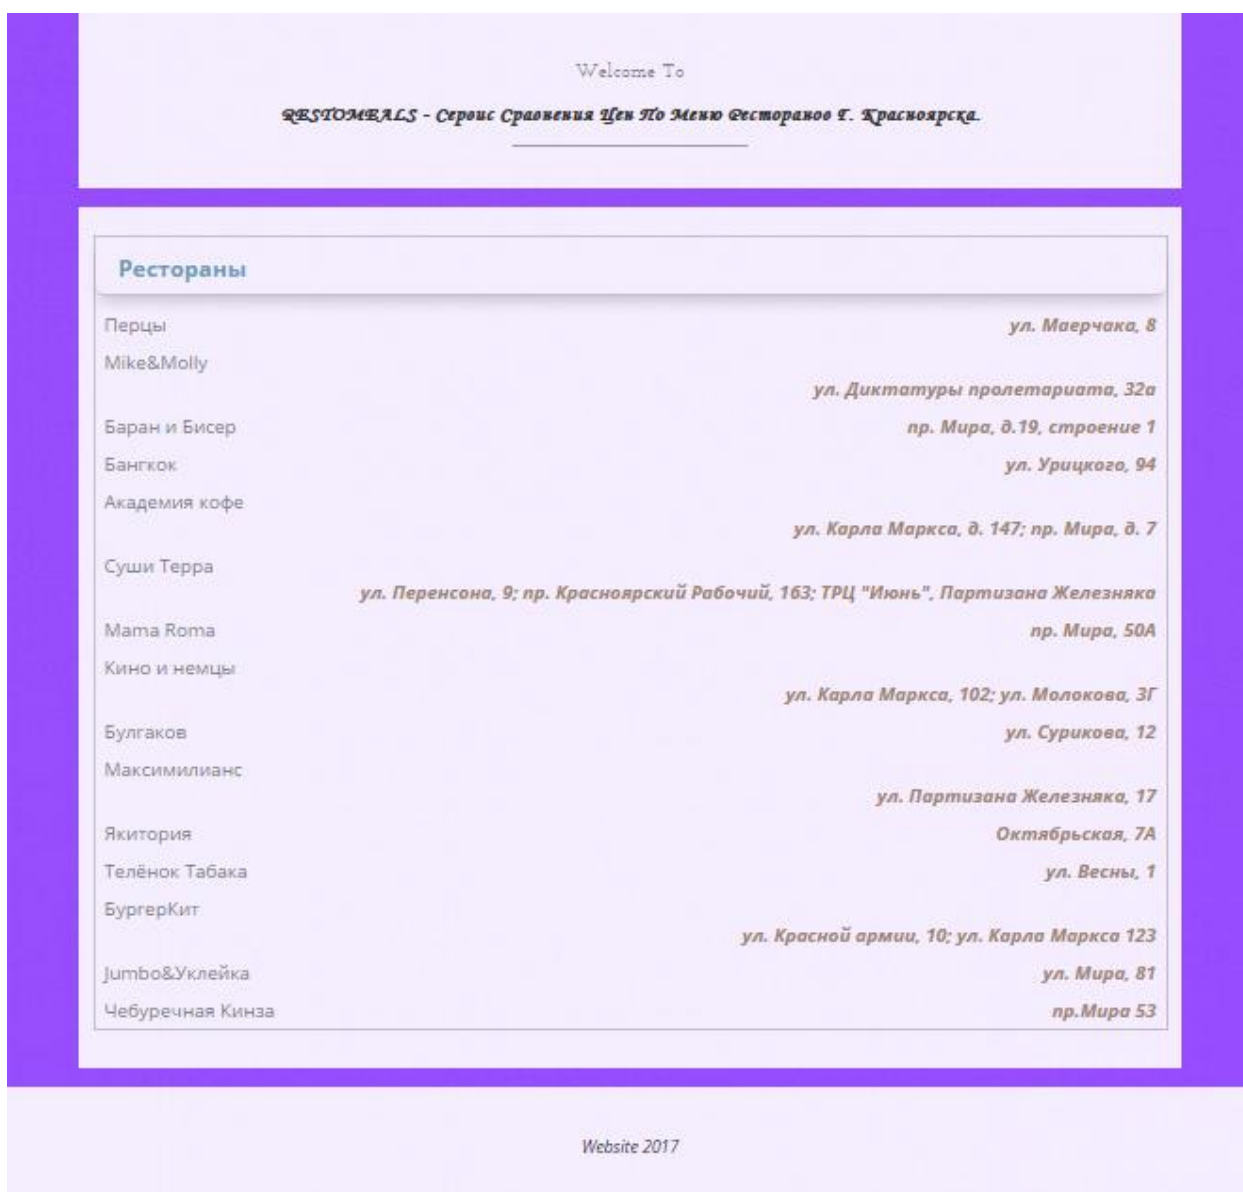 Welcome To
RESTOMEALS - Сервис Сравнения Цен По Меню Ресторанов Г. Красноярска.
Рестораны
Перцы ул. Маерчака, 8
Mike&Molly
ул. Диктатуры пролетариата, 32а
Баран и Бисер пр. Мира, д.19, строение 1
Бангкок ул. Урицкого, 94
Академия кофе
ул. Карла Маркса, д. 147; пр. Мира, д. 7
Суши Терра
ул. Перенсона, 9; пр. Красноярский Рабочий, 163; ТРЦ "Июнь", Партизана Железняка
Mama Roma пр. Мира, 50А
Кино и немцы
ул. Карла Маркса, 102; ул. Молокова, 3Г
Булгаков ул. Сурикова, 12
Максимилианс
ул. Партизана Железняка, 17
Якитория Октябрьская, 7А
Телёнок Табака ул. Весны, 1
БургерКит
ул. Красной армии, 10; ул. Карла Маркса 123
Jumbo&Уклейка ул. Мира, 81
Чебуречная Кинза пр.Мира 53
Website 2017